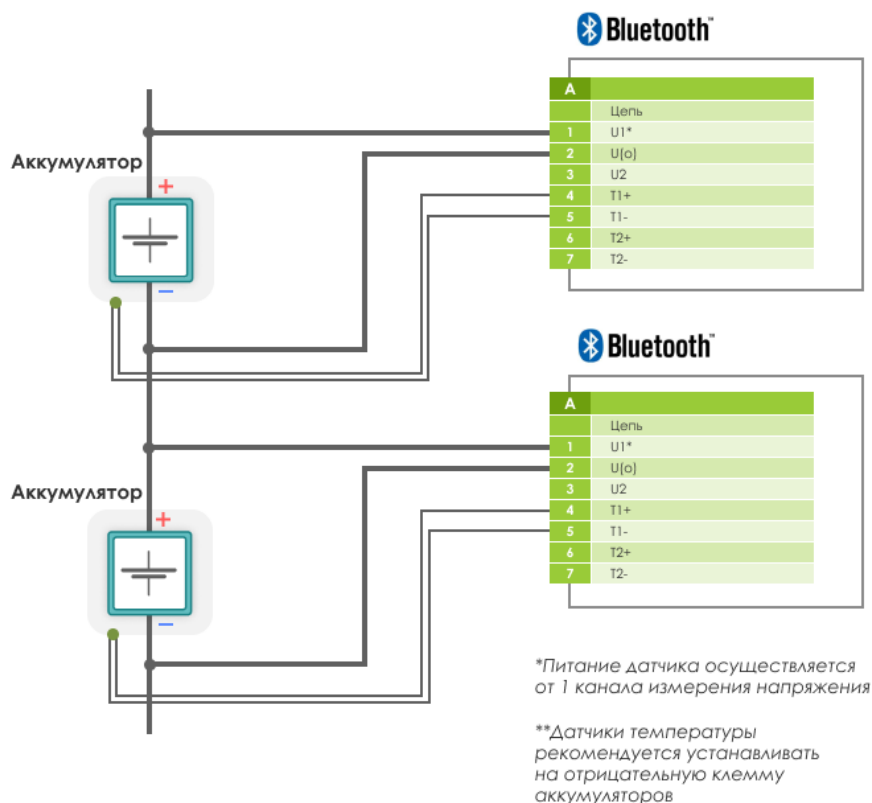 Bluetooth™
A
Цепь
1 U1*
2 U(o)
3 U2
4 T1+
5 T1-
6 T2+
7 T2-
Аккумулятор
+
−
Bluetooth™
A
Цепь
1 U1*
2 U(o)
3 U2
4 T1+
5 T1-
6 T2+
7 T2-
Аккумулятор
+
−
*Питание датчика осуществляется
от 1 канала измерения напряжения
**Датчики температуры
рекомендуется устанавливать
на отрицательную клемму
аккумуляторов